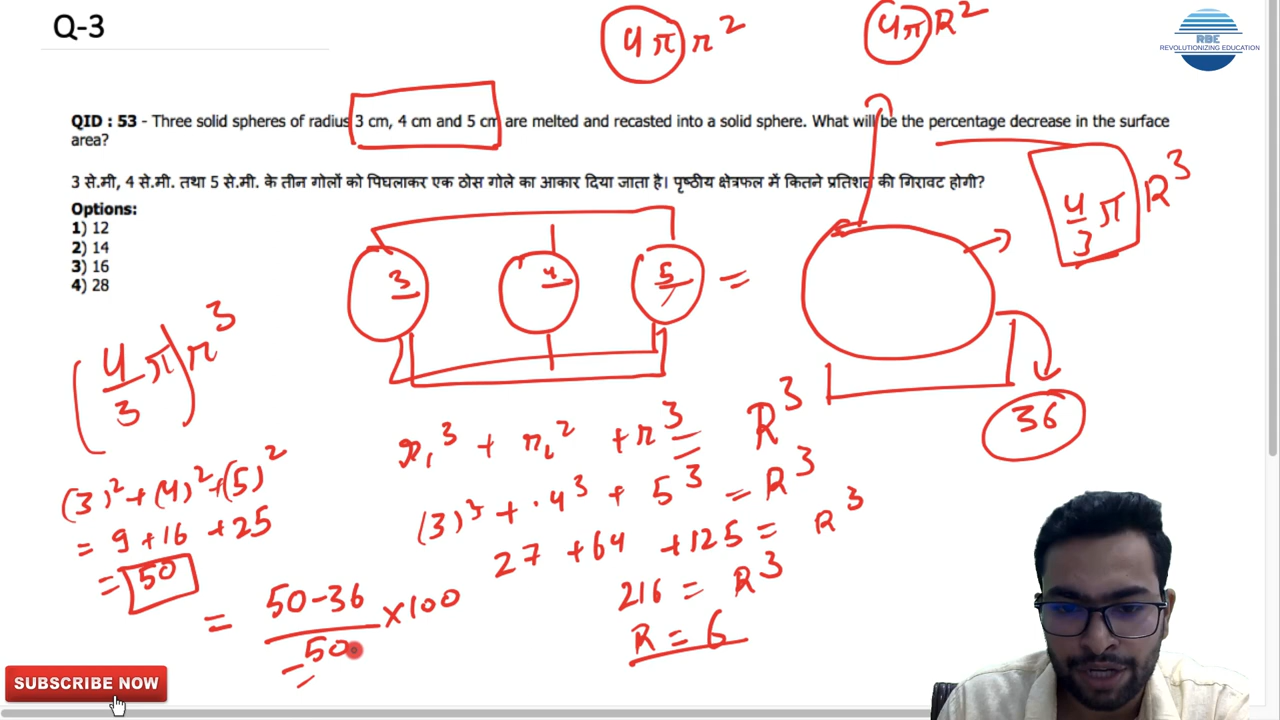 Q-3
4π r²
4π R²
RBE
REVOLUTIONIZING EDUCATION
QID : 53 - Three solid spheres of radius 3 cm, 4 cm and 5 cm are melted and recasted into a solid sphere. What will be the percentage decrease in the surface
area?
3 से.मी, 4 से.मी. तथा 5 से.मी. के तीन गोलों को पिघलाकर एक ठोस गोले का आकार दिया जाता है। पृष्ठीय क्षेत्रफल में कितने प्रतिशत की गिरावट होगी?
4/3 π R³
Options:
1) 12
2) 14
3) 16
4) 28
3 4 5 =
36
(4/3 π) r³
r₁³ + r₂² + r³ = R³
(3)³ + 4³ + 5³ = R³
27 + 64 + 125 = R³
216 = R³
R = 6
(3)² + (4)² + (5)²
= 9 + 16 + 25
= 50
= 50-36 / 50 × 100
=
SUBSCRIBE NOW